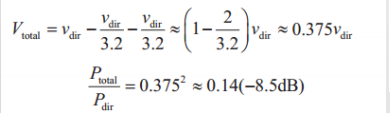 V_total = v_dir − v_dir/3.2 − v_dir/3.2 ≈ (1 − 2/3.2) v_dir ≈ 0.375v_dir
P_total/P_dir = 0.375² ≈ 0.14(−8.5dB)